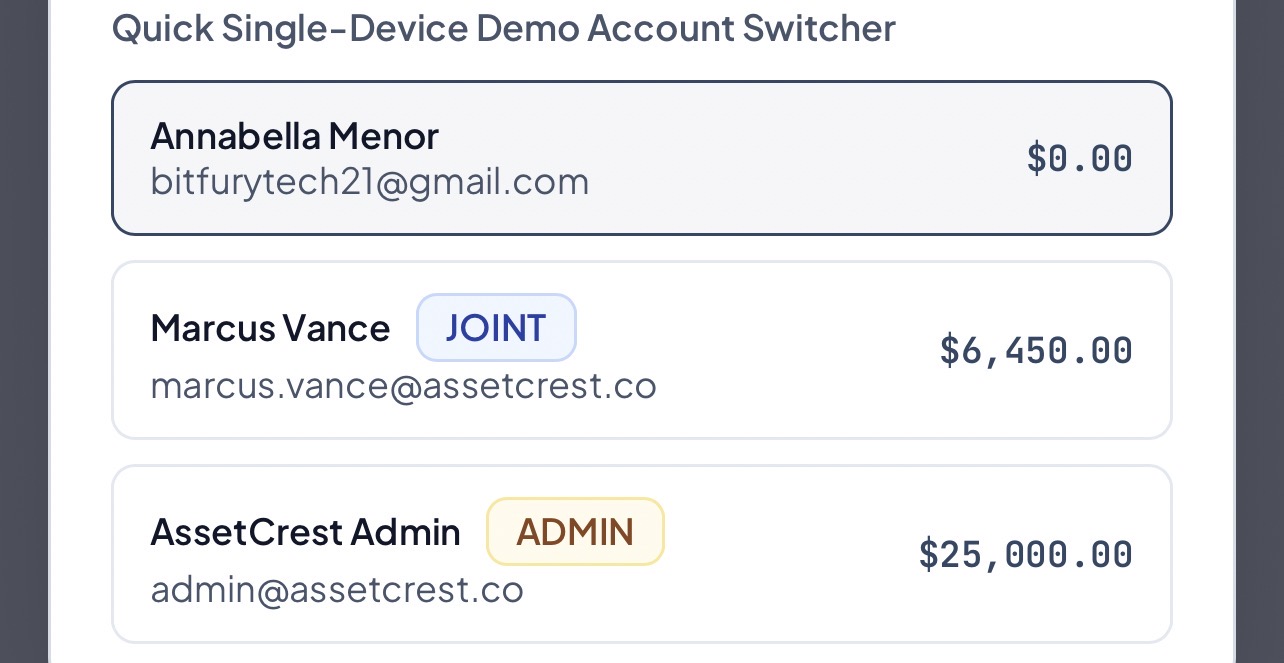 Quick Single-Device Demo Account Switcher
Annabella Menor
bitfurytech21@gmail.com
$0.00
Marcus Vance JOINT
marcus.vance@assetcrest.co
$6,450.00
AssetCrest Admin ADMIN
admin@assetcrest.co
$25,000.00